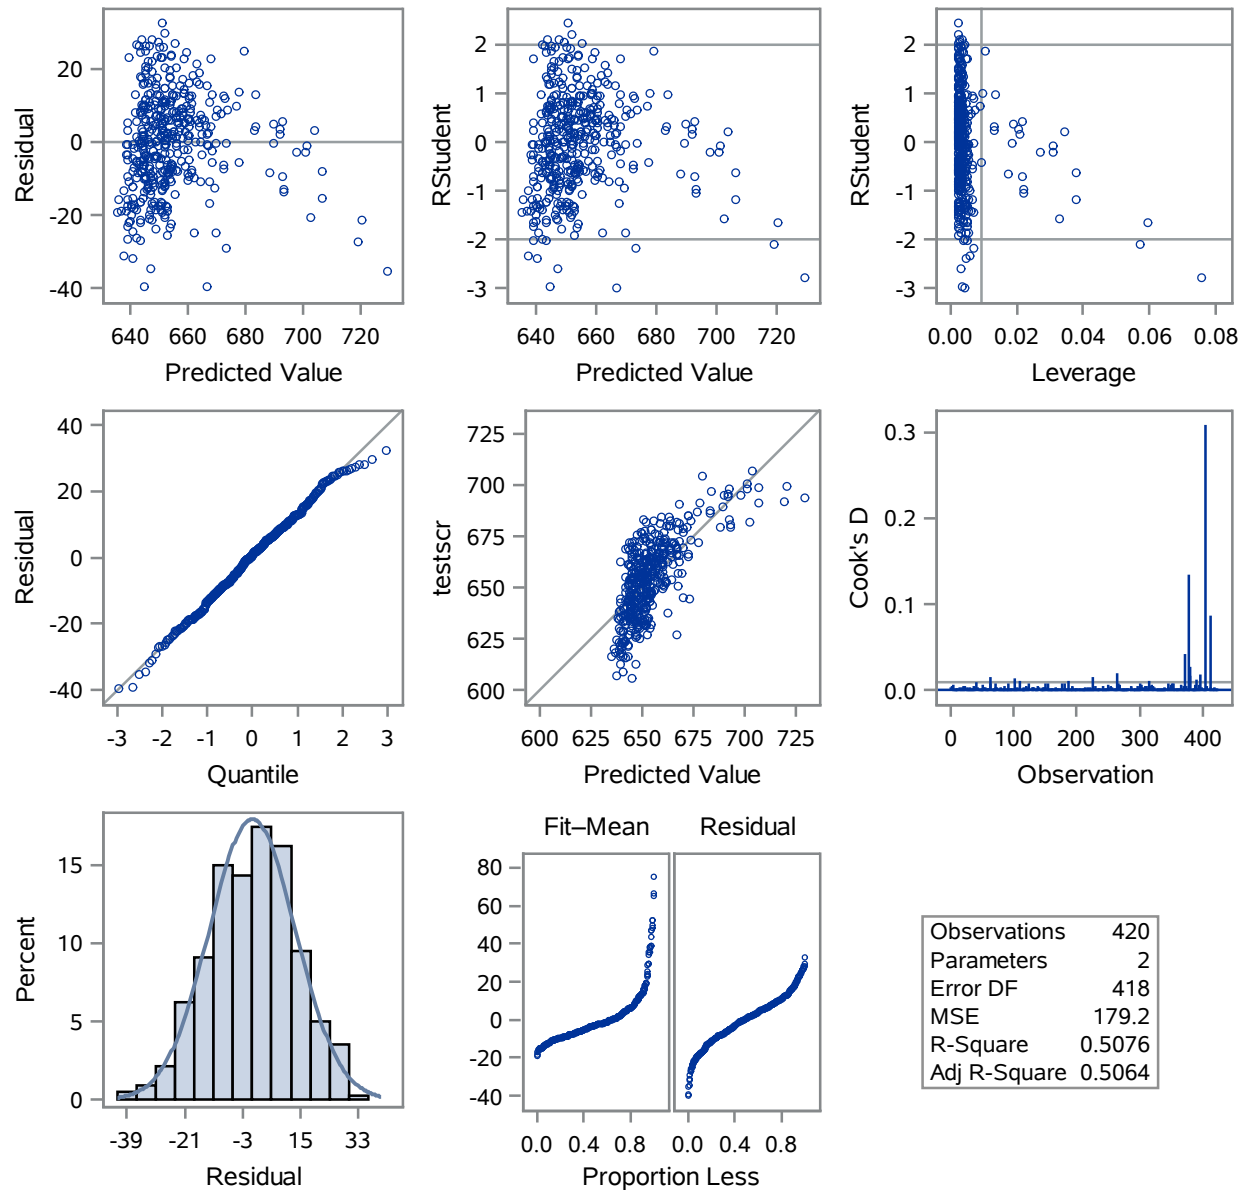 20
0
-20
-40
Residual
640 660 680 700 720
Predicted Value
2
1
0
-1
-2
-3
RStudent
640 660 680 700 720
Predicted Value
2
1
0
-1
-2
-3
RStudent
0.00 0.02 0.04 0.06 0.08
Leverage
40
20
0
-20
-40
Residual
-3 -2 -1 0 1 2 3
Quantile
725
700
675
650
625
600
testscr
600 625 650 675 700 725
Predicted Value
0.3
0.2
0.1
0.0
Cook's D
0 100 200 300 400
Observation
15
10
5
0
Percent
-39 -21 -3 15 33
Residual
Fit–Mean Residual
80
60
40
20
0
-20
-40
0.0 0.4 0.8 0.0 0.4 0.8
Proportion Less
Observations 420
Parameters 2
Error DF 418
MSE 179.2
R-Square 0.5076
Adj R-Square 0.5064